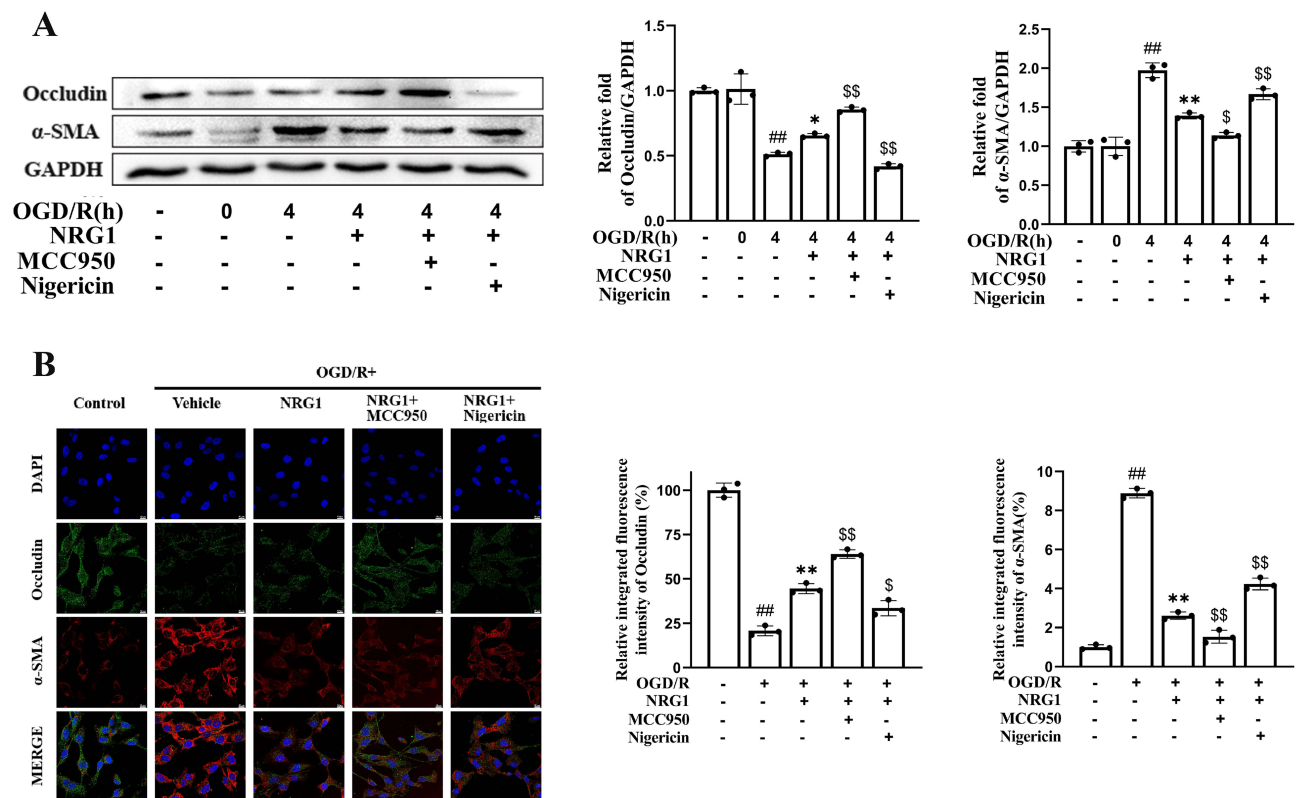 A
Occludin
α-SMA
GAPDH
OGD/R(h) - 0 4 4 4 4
NRG1 - - - + + +
MCC950 - - - - + -
Nigericin - - - - - +
Relative fold
of Occludin/GAPDH
1.5
1.0
0.5
0.0
##
*
$$
$$
OGD/R(h) - 0 4 4 4 4
NRG1 - - - + + +
MCC950 - - - - + -
Nigericin - - - - - +
Relative fold
of α-SMA/GAPDH
2.5
2.0
1.5
1.0
0.5
0.0
##
**
$
$$
OGD/R(h) - 0 4 4 4 4
NRG1 - - - + + +
MCC950 - - - - + -
Nigericin - - - - - +
B
OGD/R+
Control Vehicle NRG1 NRG1+ NRG1+
MCC950 Nigericin
DAPI
Occludin
α-SMA
MERGE
Relative integrated fluorescence
intensity of Occludin (%)
100
75
50
25
0
##
**
$$
$
OGD/R - + + + +
NRG1 - - + + +
MCC950 - - - + -
Nigericin - - - - +
Relative integrated fluorescence
intensity of α-SMA(%)
10
8
6
4
2
0
##
**
$$
$$
OGD/R - + + + +
NRG1 - - + + +
MCC950 - - - + -
Nigericin - - - - +